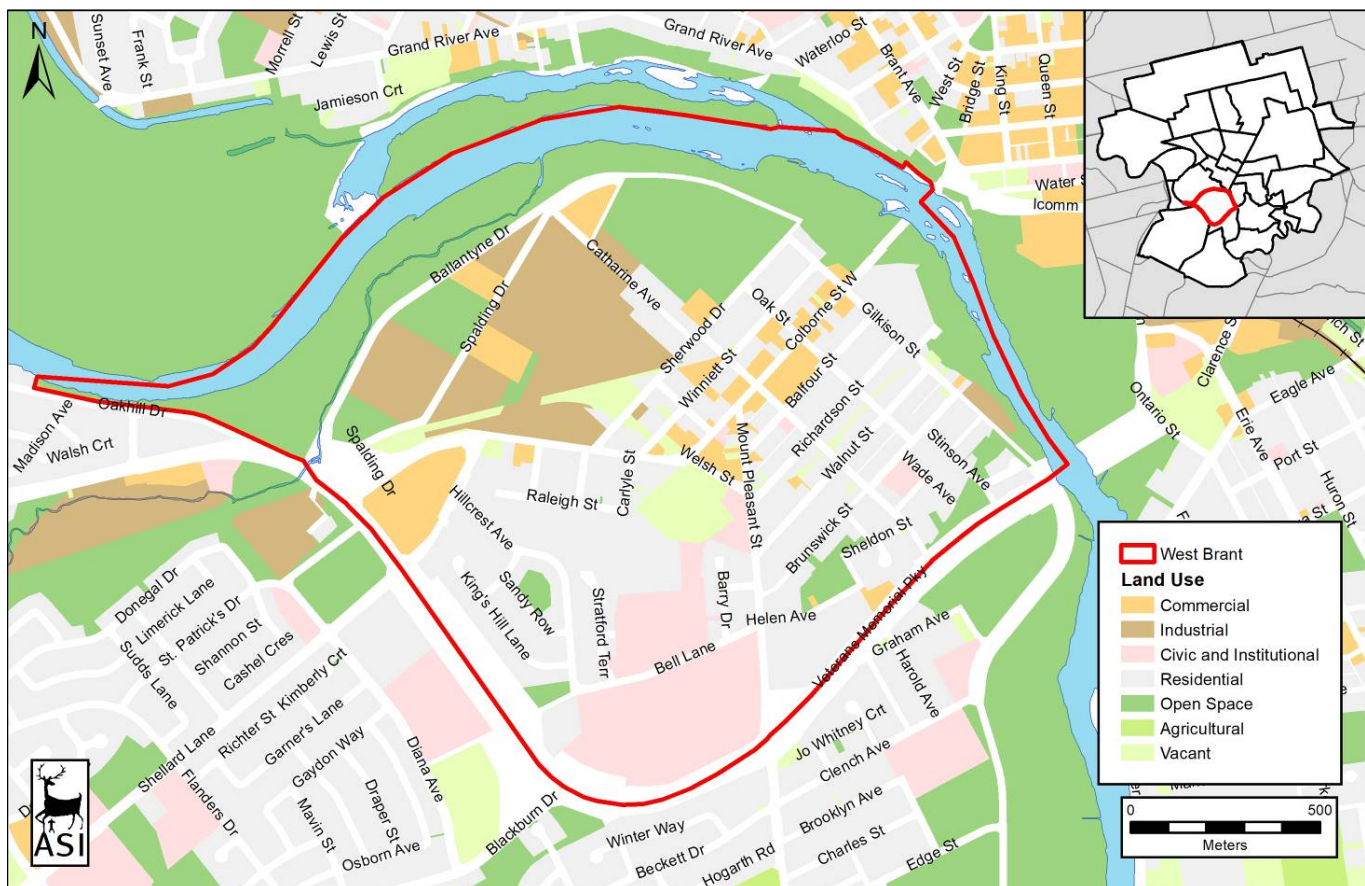 N
Sunset Ave
Frank St
Morrell St
Lewis St
Grand River Ave
Grand River Ave
Waterloo St
Brant Ave
West St
Bridge St
King St
Queen St
Jamieson Crt
Water S
Icomm
Ballantyne Dr
Spalding Dr
Catharine Ave
Sherwood Dr
Oak St
Colborne St W
Gilkison St
Winniett St
Balfour St
Richardson St
Walnut St
Stinson Ave
Wade Ave
Mount Pleasant St
Welsh St
Carlyle St
Raleigh St
Brunswick St
Sheldon St
Oakhill Dr
Madison Ave
Walsh Crt
Spalding Dr
Hillcrest Ave
King's Hill Lane
Sandy Row
Stratford Terr
Barry Dr
Helen Ave
Bell Lane
Veterans Memorial Pky
Graham Ave
Harold Ave
Clarence S
Ontario St
Erie Ave
Eagle Ave
Port St
Huron St
Donegal Dr
Limerick Lane
St. Patrick's Dr
Sudds Lane
Shannon St
Cashel Cres
Richter St
Kimberly Crt
Garner's Lane
Gaydon Way
Shellard Lane
Flanders Dr
Diana Ave
Draper St
Mavin St
Osborn Ave
Blackburn Dr
Winter Way
Beckett Dr
Hogarth Rd
Jo Whitney Crt
Clench Ave
Brooklyn Ave
Charles St
Edge St
West Brant
Land Use
Commercial
Industrial
Civic and Institutional
Residential
Open Space
Agricultural
Vacant
0 500
Meters
ASI